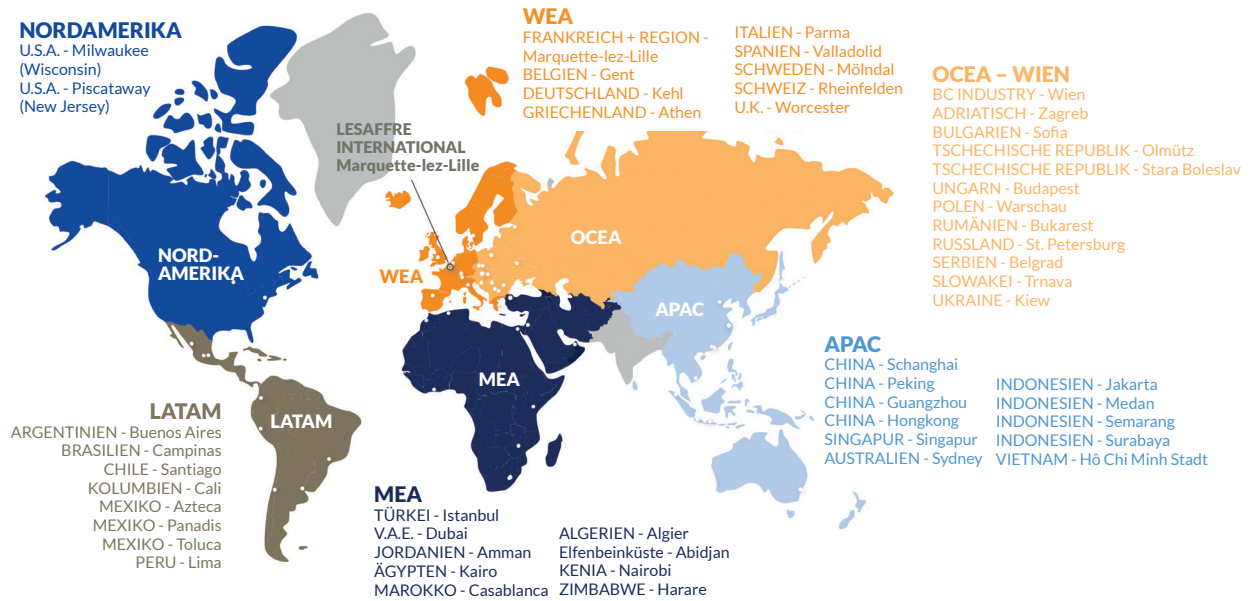 NORDAMERIKA
U.S.A. - Milwaukee
(Wisconsin)
U.S.A. - Piscataway
(New Jersey)
WEA
FRANKREICH + REGION -
Marquette-lez-Lille
BELGIEN - Gent
DEUTSCHLAND - Kehl
GRIECHENLAND - Athen
ITALIEN - Parma
SPANIEN - Valladolid
SCHWEDEN - Mölndal
SCHWEIZ - Rheinfelden
U.K. - Worcester
OCEA – WIEN
BC INDUSTRY - Wien
ADRIATISCH - Zagreb
BULGARIEN - Sofia
TSCHECHISCHE REPUBLIK - Olmütz
TSCHECHISCHE REPUBLIK - Stara Boleslav
UNGARN - Budapest
POLEN - Warschau
RUMÄNIEN - Bukarest
RUSSLAND - St. Petersburg
SERBIEN - Belgrad
SLOWAKEI - Trnava
UKRAINE - Kiew
LESAFFRE
INTERNATIONAL
Marquette-lez-Lille
NORD-
AMERIKA
WEA
OCEA
APAC
MEA
LATAM
APAC
CHINA - Schanghai
CHINA - Peking
CHINA - Guangzhou
CHINA - Hongkong
SINGAPUR - Singapur
AUSTRALIEN - Sydney
INDONESIEN - Jakarta
INDONESIEN - Medan
INDONESIEN - Semarang
INDONESIEN - Surabaya
VIETNAM - Hô Chi Minh Stadt
LATAM
ARGENTINIEN - Buenos Aires
BRASILIEN - Campinas
CHILE - Santiago
KOLUMBIEN - Cali
MEXIKO - Azteca
MEXIKO - Panadis
MEXIKO - Toluca
PERU - Lima
MEA
TÜRKEI - Istanbul
V.A.E. - Dubai
JORDANIEN - Amman
ÄGYPTEN - Kairo
MAROKKO - Casablanca
ALGERIEN - Algier
Elfenbeinküste - Abidjan
KENIA - Nairobi
ZIMBABWE - Harare